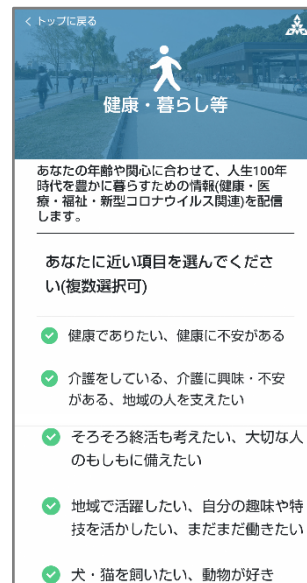 ＜トップに戻る
健康・暮らし等
あなたの年齢や関心に合わせて、人生100年
時代を豊かに暮らすための情報(健康・医
療・福祉・新型コロナウイルス関連)を配信
します。
あなたに近い項目を選んでくださ
い(複数選択可)
健康でありたい、健康に不安がある
介護をしている、介護に興味・不安
がある、地域の人を支えたい
そろそろ終活も考えたい、大切な人
のもしもに備えたい
地域で活躍したい、自分の趣味や特
技を活かしたい、まだまだ働きたい
犬・猫を飼いたい、動物が好き